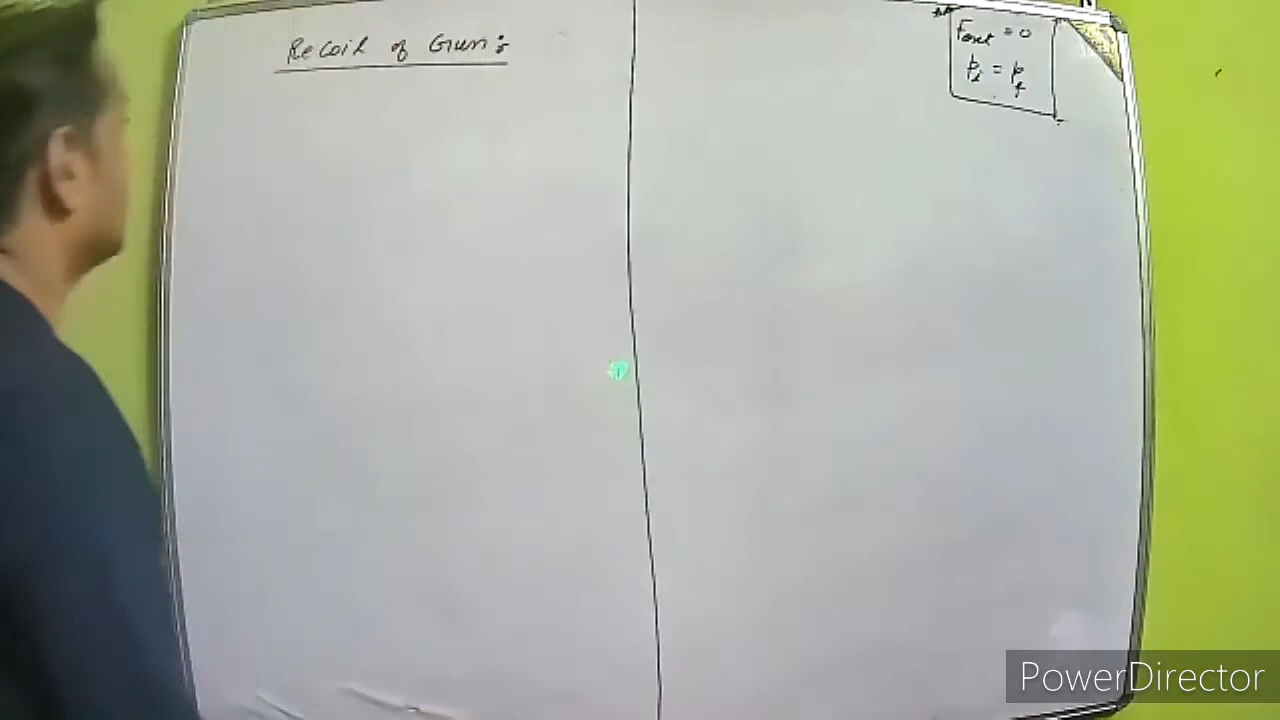 Recoil of Gun :
Fext = 0
pi = pf
PowerDirector